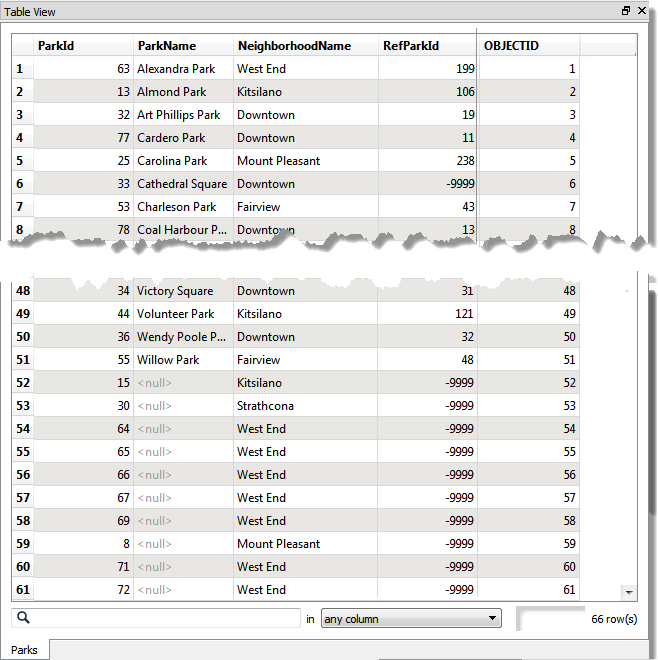 Table View
ParkId ParkName NeighborhoodName RefParkId OBJECTID
1 63 Alexandra Park West End 199 1
2 13 Almond Park Kitsilano 106 2
3 32 Art Phillips Park Downtown 19 3
4 77 Cardero Park Downtown 11 4
5 25 Carolina Park Mount Pleasant 238 5
6 33 Cathedral Square Downtown -9999 6
7 53 Charleson Park Fairview 43 7
8 78 Coal Harbour P... Downtown 13 8
48 34 Victory Square Downtown 31 48
49 44 Volunteer Park Kitsilano 121 49
50 36 Wendy Poole P... Downtown 32 50
51 55 Willow Park Fairview 48 51
52 15 <null> Kitsilano -9999 52
53 30 <null> Strathcona -9999 53
54 64 <null> West End -9999 54
55 65 <null> West End -9999 55
56 66 <null> West End -9999 56
57 67 <null> West End -9999 57
58 69 <null> West End -9999 58
59 8 <null> Mount Pleasant -9999 59
60 71 <null> West End -9999 60
61 72 <null> West End -9999 61
in any column 66 row(s)
Parks